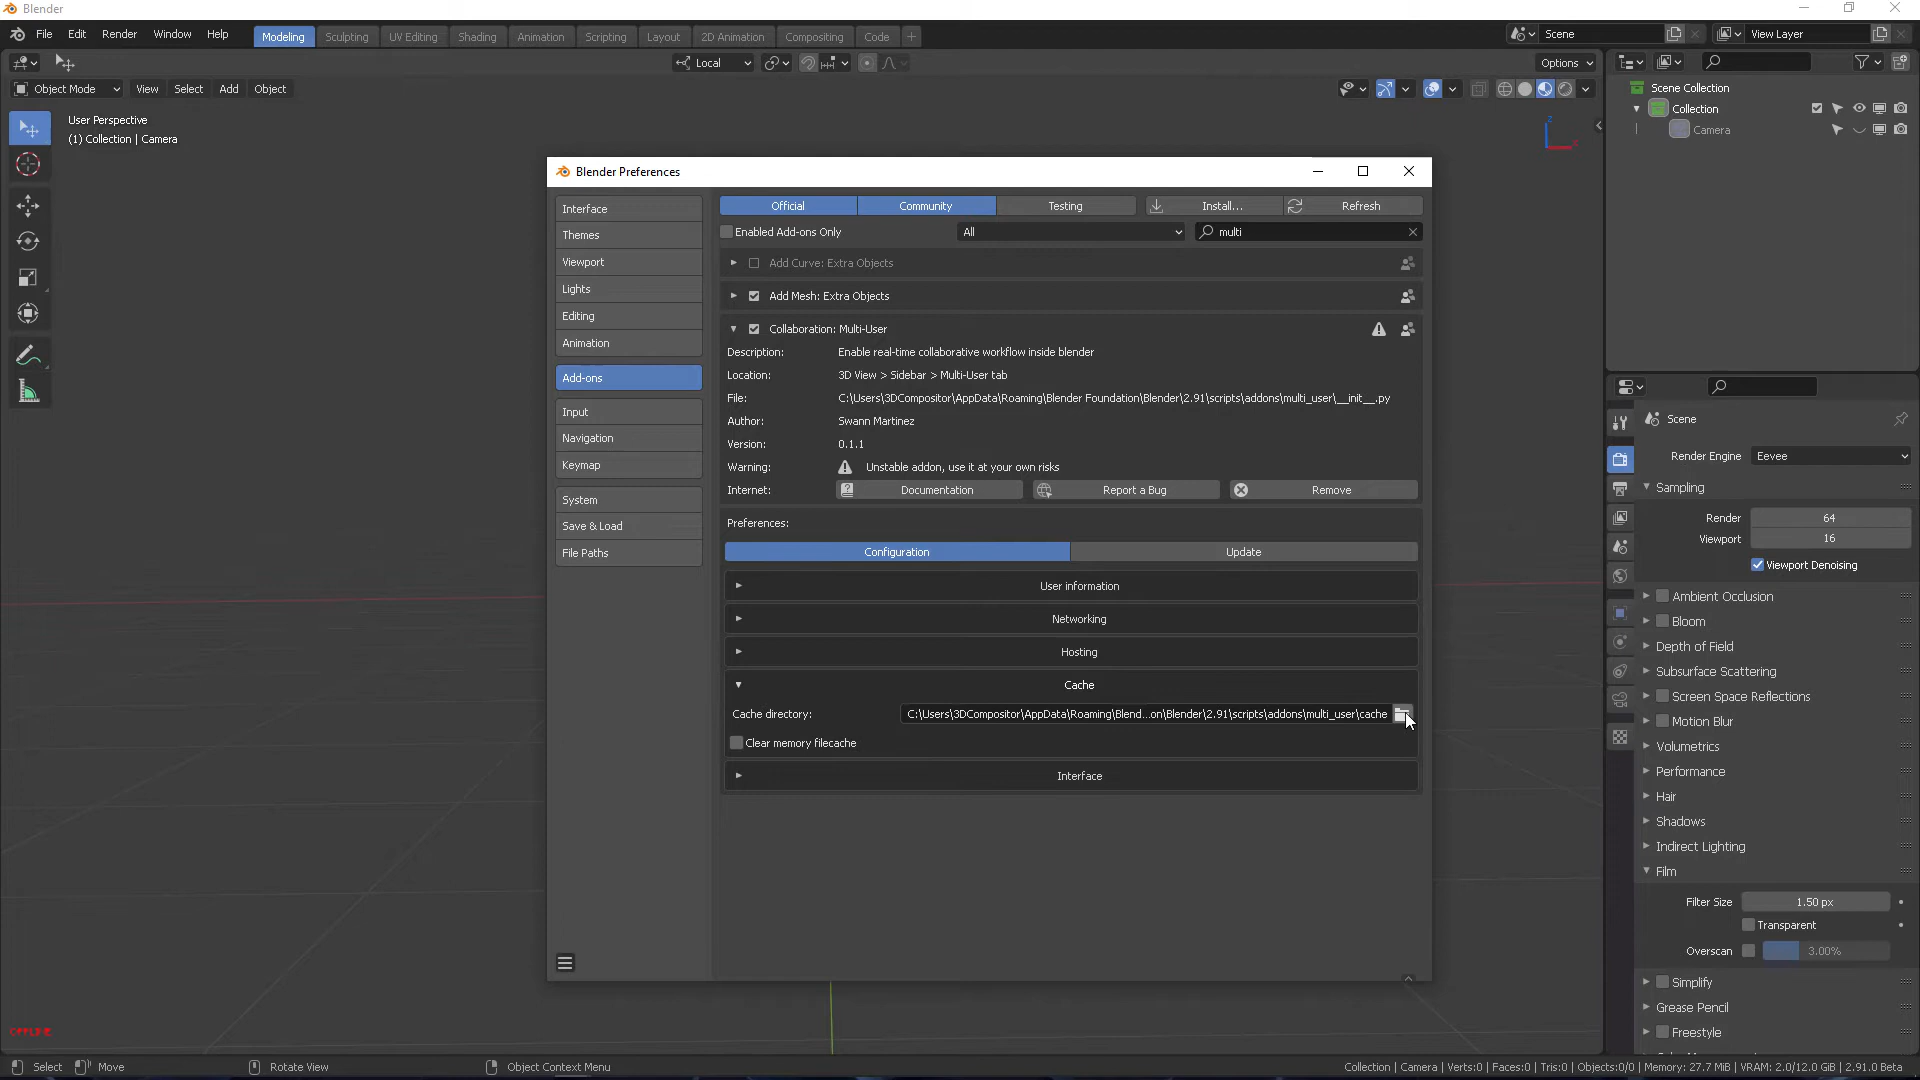 Blender
File Edit Render Window Help
Modeling Sculpting UV Editing Shading Animation Scripting Layout 2D Animation Compositing Code +
Scene
View Layer
Local
Options
Object Mode View Select Add Object
User Perspective
(1) Collection | Camera
Z
Scene Collection
Collection
Camera
Blender Preferences
Interface
Themes
Viewport
Lights
Editing
Animation
Add-ons
Input
Navigation
Keymap
System
Save & Load
File Paths
Official Community Testing Install... Refresh
Enabled Add-ons Only All multi
Add Curve: Extra Objects
Add Mesh: Extra Objects
Collaboration: Multi-User
Description: Enable real-time collaborative workflow inside blender
Location: 3D View > Sidebar > Multi-User tab
File: C:\Users\3DCompositor\AppData\Roaming\Blender Foundation\Blender\2.91\scripts\addons\multi_user\__init__.py
Author: Swann Martinez
Version: 0.1.1
Warning: Unstable addon, use it at your own risks
Internet: Documentation Report a Bug Remove
Preferences:
Configuration Update
User information
Networking
Hosting
Cache
Cache directory: C:\Users\3DCompositor\AppData\Roaming\Blend...on\Blender\2.91\scripts\addons\multi_user\cache
Clear memory filecache
Interface
Scene
Render Engine Eevee
Sampling
Render 64
Viewport 16
Viewport Denoising
Ambient Occlusion
Bloom
Depth of Field
Subsurface Scattering
Screen Space Reflections
Motion Blur
Volumetrics
Performance
Hair
Shadows
Indirect Lighting
Film
Filter Size 1.50 px
Transparent
Overscan 3.00%
Simplify
Grease Pencil
Freestyle
OFFLINE
Select Move Rotate View Object Context Menu
Collection | Camera | Verts:0 | Faces:0 | Tris:0 | Objects:0/0 | Memory: 27.7 MiB | VRAM: 2.0/12.0 GiB | 2.91.0 Beta